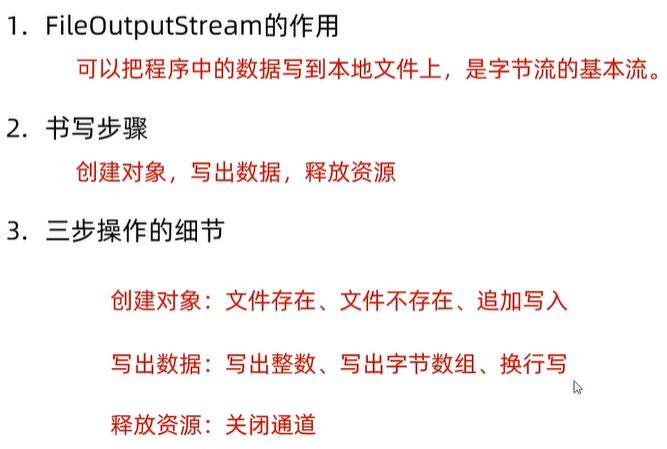 1. FileOutputStream的作用
可以把程序中的数据写到本地文件上，是字节流的基本流。
2. 书写步骤
创建对象，写出数据，释放资源
3. 三步操作的细节
创建对象：文件存在、文件不存在、追加写入
写出数据：写出整数、写出字节数组、换行写
释放资源：关闭通道